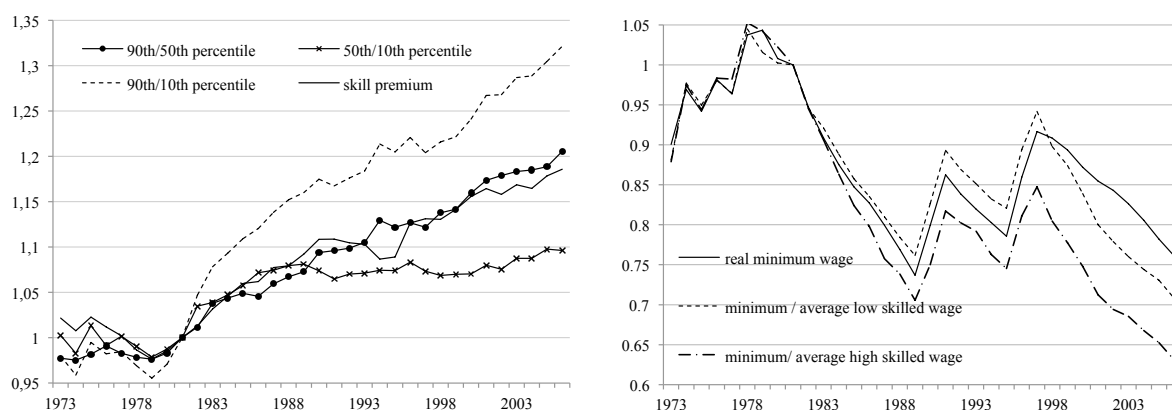 1,35
1,3
1,25
1,2
1,15
1,1
1,05
1
0,95
90th/50th percentile
50th/10th percentile
90th/10th percentile
skill premium
1973 1978 1983 1988 1993 1998 2003
1.05
1
0.95
0.9
0.85
0.8
0.75
0.7
0.65
0.6
real minimum wage
minimum / average low skilled wage
minimum/ average high skilled wage
1973 1978 1983 1988 1993 1998 2003